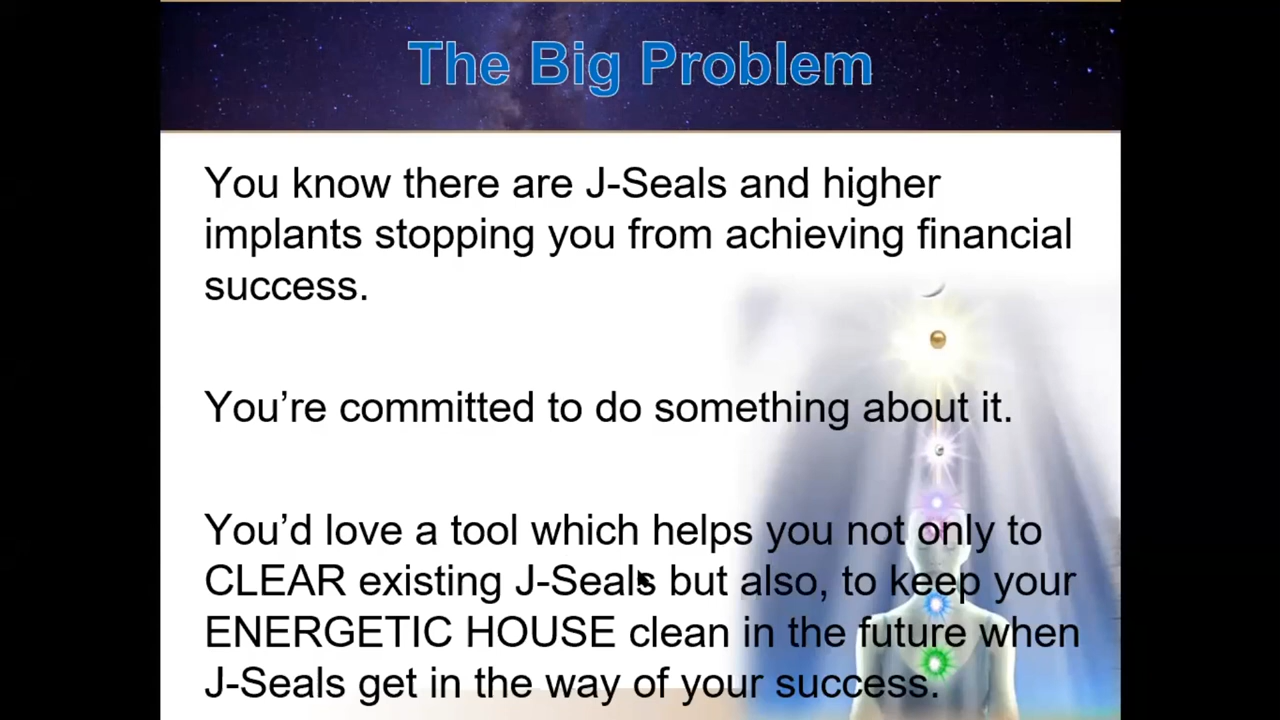 The Big Problem
You know there are J-Seals and higher
implants stopping you from achieving financial
success.
You’re committed to do something about it.
You’d love a tool which helps you not only to
CLEAR existing J-Seals but also, to keep your
ENERGETIC HOUSE clean in the future when
J-Seals get in the way of your success.